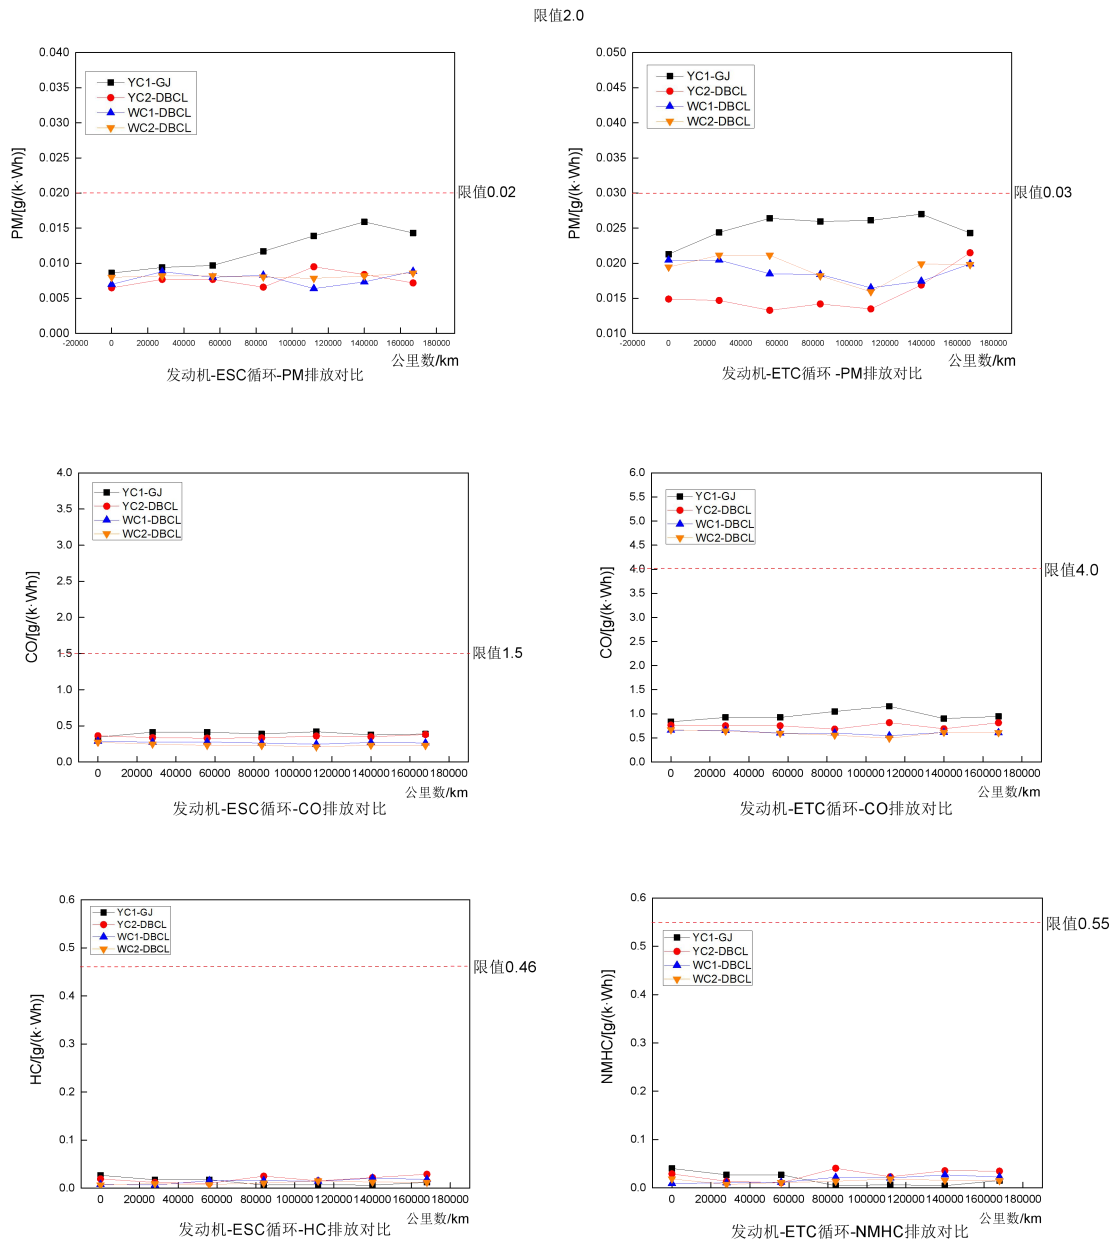 限值2.0
0.040
0.035
0.030
0.025
0.020
0.015
0.010
0.005
0.000
PM/[g/(k·Wh)]
YC1-GJ
YC2-DBCL
WC1-DBCL
WC2-DBCL
限值0.02
-20000 0 20000 40000 60000 80000 100000 120000 140000 160000 180000
公里数/km
发动机-ESC循环-PM排放对比
0.050
0.045
0.040
0.035
0.030
0.025
0.020
0.015
0.010
PM/[g/(k·Wh)]
YC1-GJ
YC2-DBCL
WC1-DBCL
WC2-DBCL
限值0.03
-20000 0 20000 40000 60000 80000 100000 120000 140000 160000 180000
公里数/km
发动机-ETC循环 -PM排放对比
4.0
3.5
3.0
2.5
2.0
1.5
1.0
0.5
0.0
CO/[g/(k·Wh)]
YC1-GJ
YC2-DBCL
WC1-DBCL
WC2-DBCL
限值1.5
0 20000 40000 60000 80000 100000 120000 140000 160000 180000
公里数/km
发动机-ESC循环-CO排放对比
6.0
5.5
5.0
4.5
4.0
3.5
3.0
2.5
2.0
1.5
1.0
0.5
0.0
CO/[g/(k·Wh)]
YC1-GJ
YC2-DBCL
WC1-DBCL
WC2-DBCL
限值4.0
0 20000 40000 60000 80000 100000 120000 140000 160000 180000
公里数/km
发动机-ETC循环-CO排放对比
0.6
0.5
0.4
0.3
0.2
0.1
0.0
HC/[g/(k·Wh)]
YC1-GJ
YC2-DBCL
WC1-DBCL
WC2-DBCL
限值0.46
0 20000 40000 60000 80000 100000 120000 140000 160000 180000
公里数/km
发动机-ESC循环-HC排放对比
0.6
0.5
0.4
0.3
0.2
0.1
0.0
NMHC/[g/(k·Wh)]
YC1-GJ
YC2-DBCL
WC1-DBCL
WC2-DBCL
限值0.55
0 20000 40000 60000 80000 100000 120000 140000 160000 180000
公里数/km
发动机-ETC循环-NMHC排放对比